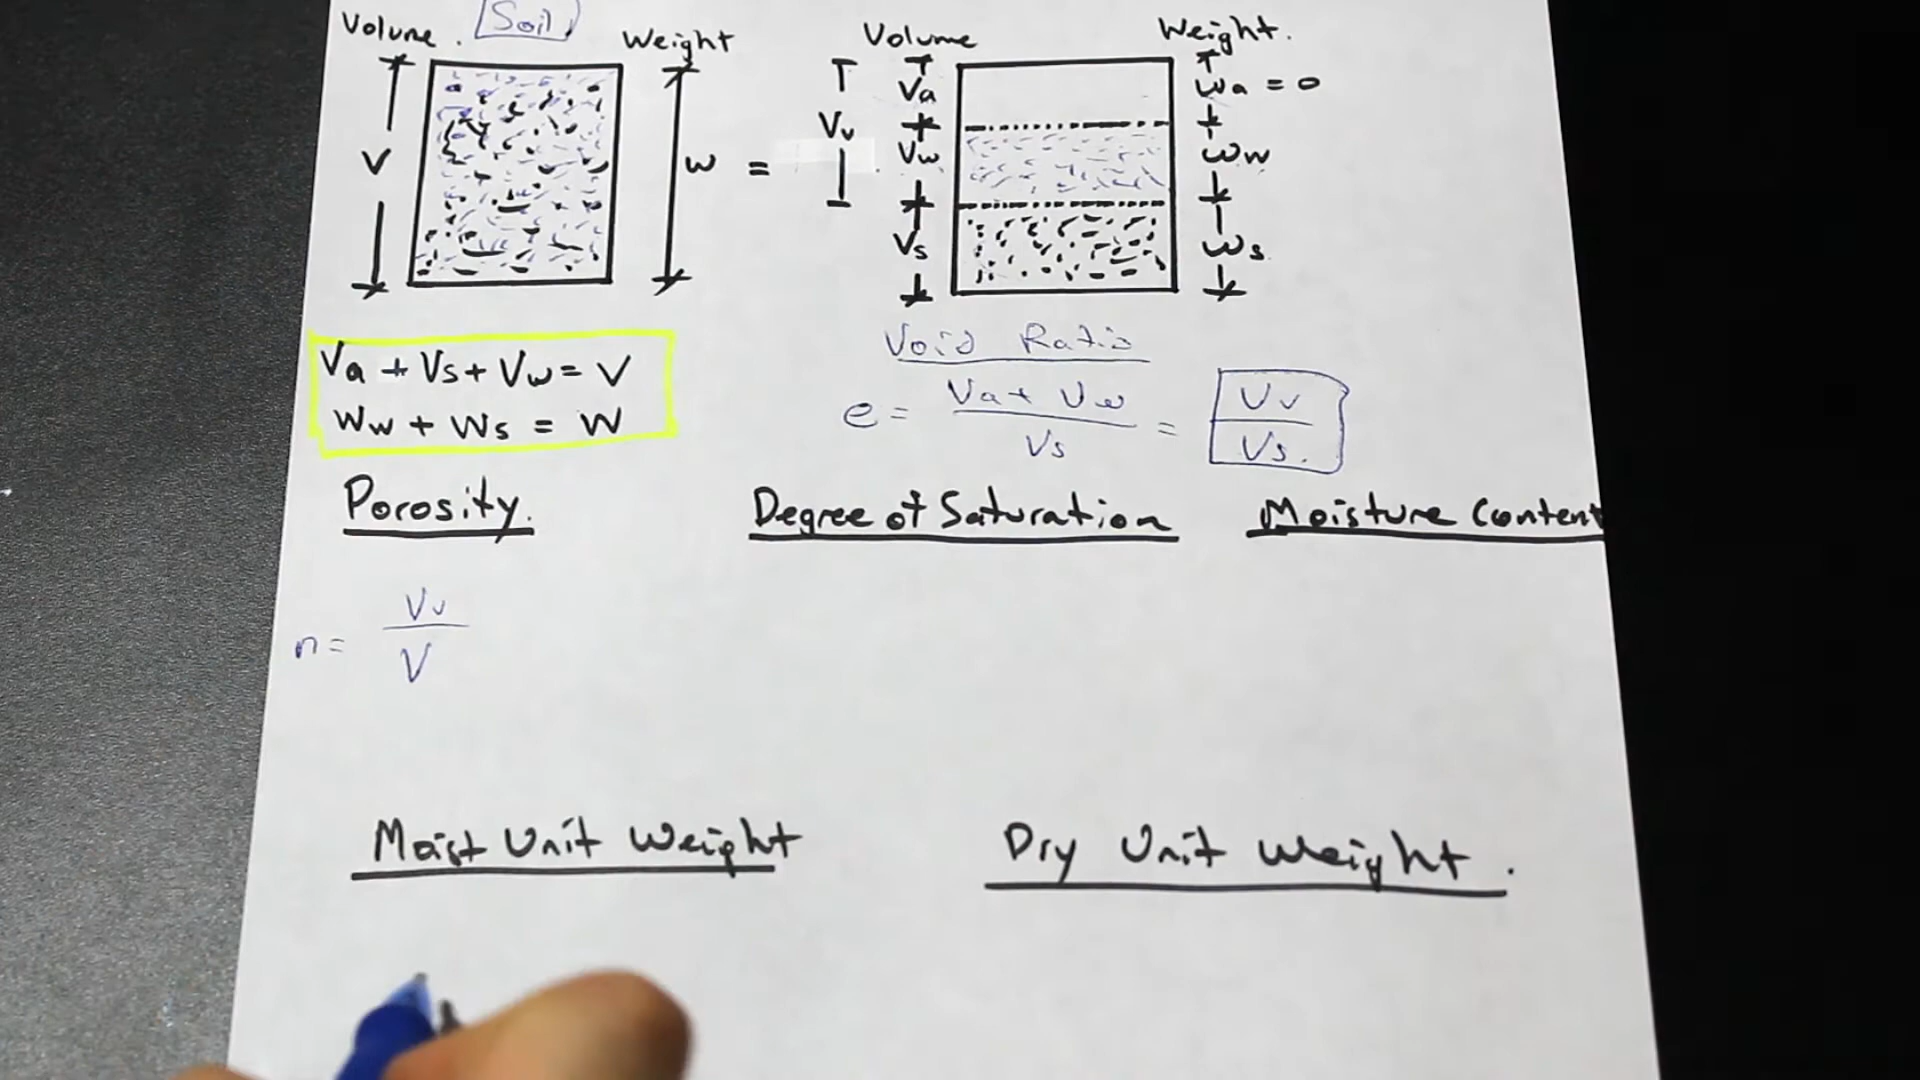 Soil
Volume.
Weight
V
W
=
Volume
Weight.
Vv
Va
Vw
Vs
Wa = 0
Ww
Ws
Va + Vs + Vw = V
Ww + Ws = W
Void Ratio
e = Va + Vw / Vs = Vv / Vs.
Porosity.
Degree of Saturation
Moisture Content
n = Vv / V
Moist Unit Weight
Dry Unit Weight.